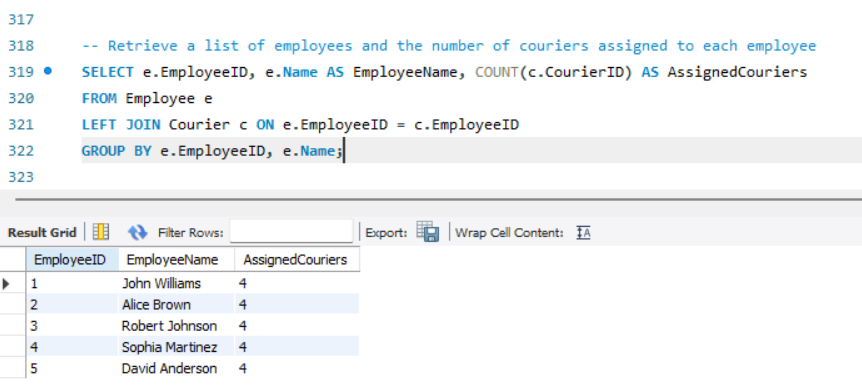 317
318 -- Retrieve a list of employees and the number of couriers assigned to each employee
319 SELECT e.EmployeeID, e.Name AS EmployeeName, COUNT(c.CourierID) AS AssignedCouriers
320 FROM Employee e
321 LEFT JOIN Courier c ON e.EmployeeID = c.EmployeeID
322 GROUP BY e.EmployeeID, e.Name;
323
Result Grid Filter Rows: Export: Wrap Cell Content: IA
EmployeeID EmployeeName AssignedCouriers
1 John Williams 4
2 Alice Brown 4
3 Robert Johnson 4
4 Sophia Martinez 4
5 David Anderson 4